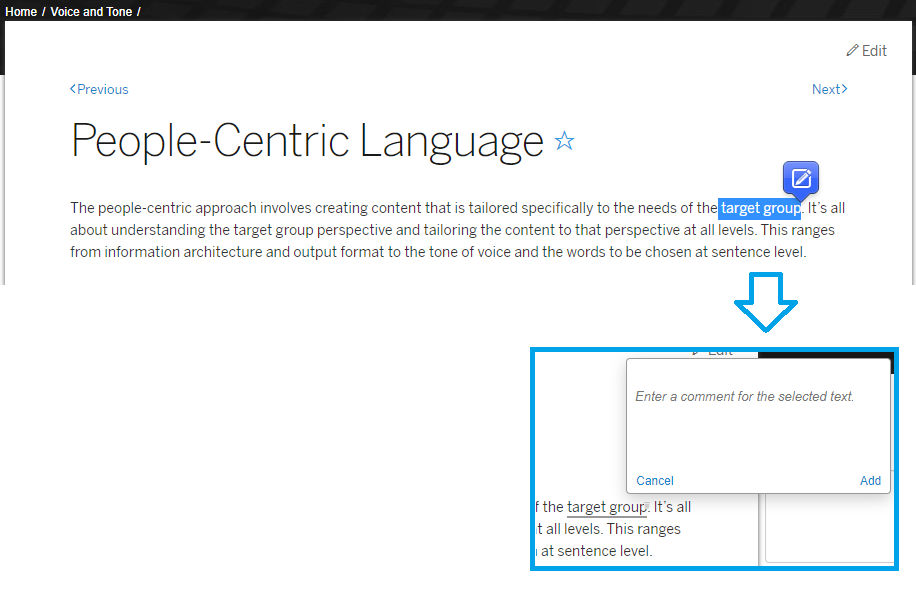 Home / Voice and Tone /
Edit
Previous
Next
People-Centric Language
The people-centric approach involves creating content that is tailored specifically to the needs of the target group. It's all
about understanding the target group perspective and tailoring the content to that perspective at all levels. This ranges
from information architecture and output format to the tone of voice and the words to be chosen at sentence level.
Edit
Enter a comment for the selected text.
Cancel Add
f the target group. It's all
t all levels. This ranges
at sentence level.